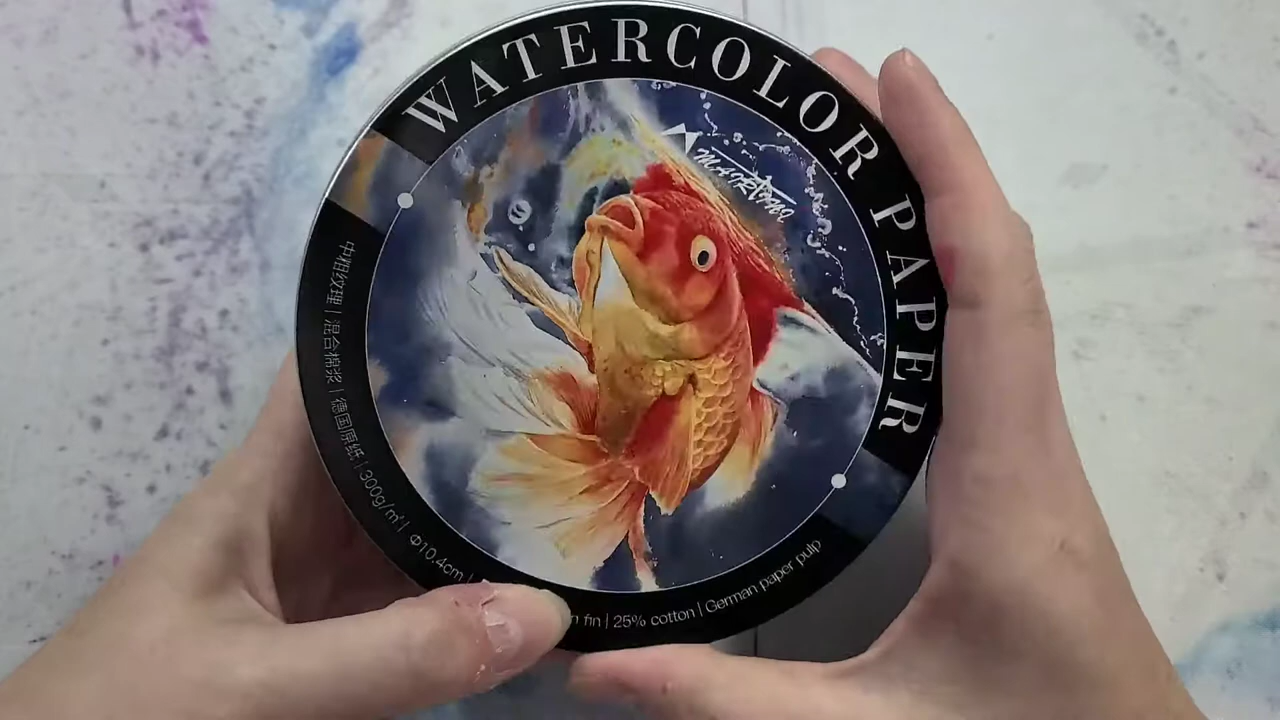 WATERCOLOR PAPER
中粗纹理 | 混合棉浆 | 德国原纸 | 300g/㎡ | Φ10.4cm |
fin | 25% cotton | German paper pulp